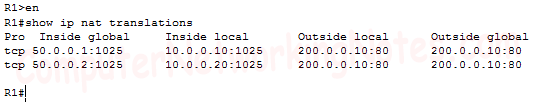 R1>en
R1#show ip nat translations
Pro  Inside global     Inside local       Outside local      Outside global
tcp 50.0.0.1:1025     10.0.0.10:1025     200.0.0.10:80      200.0.0.10:80
tcp 50.0.0.2:1025     10.0.0.20:1025     200.0.0.10:80      200.0.0.10:80
R1#